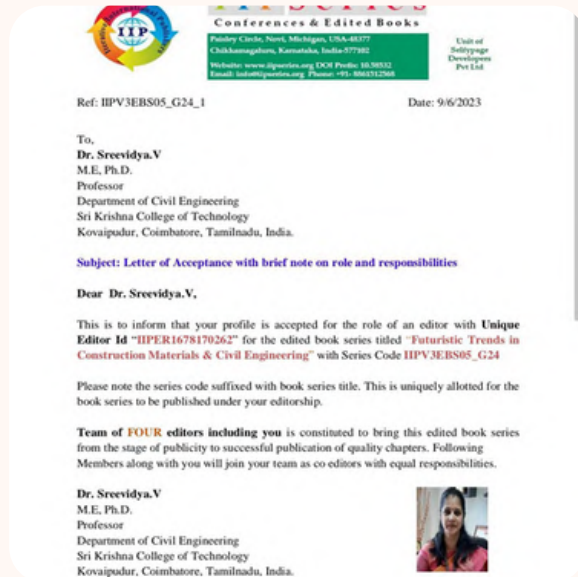 IIP SERIES
Conferences & Edited Books
Paisley Circle, Novi, Michigan, USA-48377
Chikkamagaluru, Karnataka, India-577102
Website: www.iipseries.org DOI Prefix: 10.58532
Email: info@iipseries.org Phone: +91-
Unit of
Selfypage
Developers
Pvt Ltd
IIP
Ref: IIPV3EBS05_G24_1
Date: 9/6/2023
To,
Dr. Sreevidya.V
M.E, Ph.D.
Professor
Department of Civil Engineering
Sri Krishna College of Technology
Kovaipudur, Coimbatore, Tamilnadu, India.
Subject: Letter of Acceptance with brief note on role and responsibilities
Dear Dr. Sreevidya.V,
This is to inform that your profile is accepted for the role of an editor with Unique
Editor Id "IIPER1678170262" for the edited book series titled "Futuristic Trends in
Construction Materials & Civil Engineering" with Series Code IIPV3EBS05_G24
Please note the series code suffixed with book series title. This is uniquely allotted for the
book series to be published under your editorship.
Team of FOUR editors including you is constituted to bring this edited book series
from the stage of publicity to successful publication of quality chapters. Following
Members along with you will join your team as co editors with equal responsibilities.
Dr. Sreevidya.V
M.E, Ph.D.
Professor
Department of Civil Engineering
Sri Krishna College of Technology
Kovaipudur, Coimbatore, Tamilnadu, India.